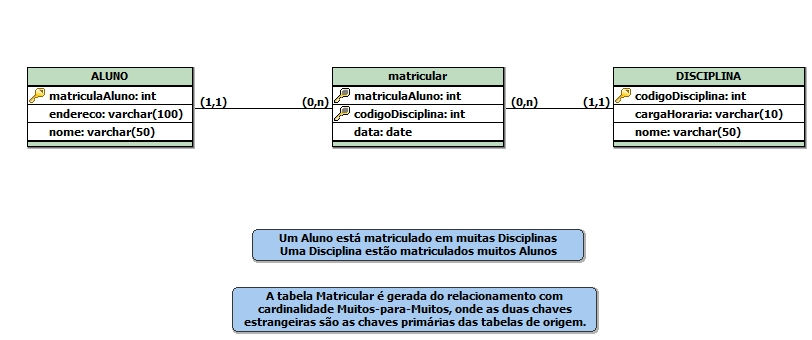 ALUNO
matriculaAluno: int
endereco: varchar(100)
nome: varchar(50)
(1,1)
(0,n)
matricular
matriculaAluno: int
codigoDisciplina: int
data: date
(0,n)
(1,1)
DISCIPLINA
codigoDisciplina: int
cargaHoraria: varchar(10)
nome: varchar(50)
Um Aluno está matriculado em muitas Disciplinas
Uma Disciplina estão matriculados muitos Alunos
A tabela Matricular é gerada do relacionamento com
cardinalidade Muitos-para-Muitos, onde as duas chaves
estrangeiras são as chaves primárias das tabelas de origem.